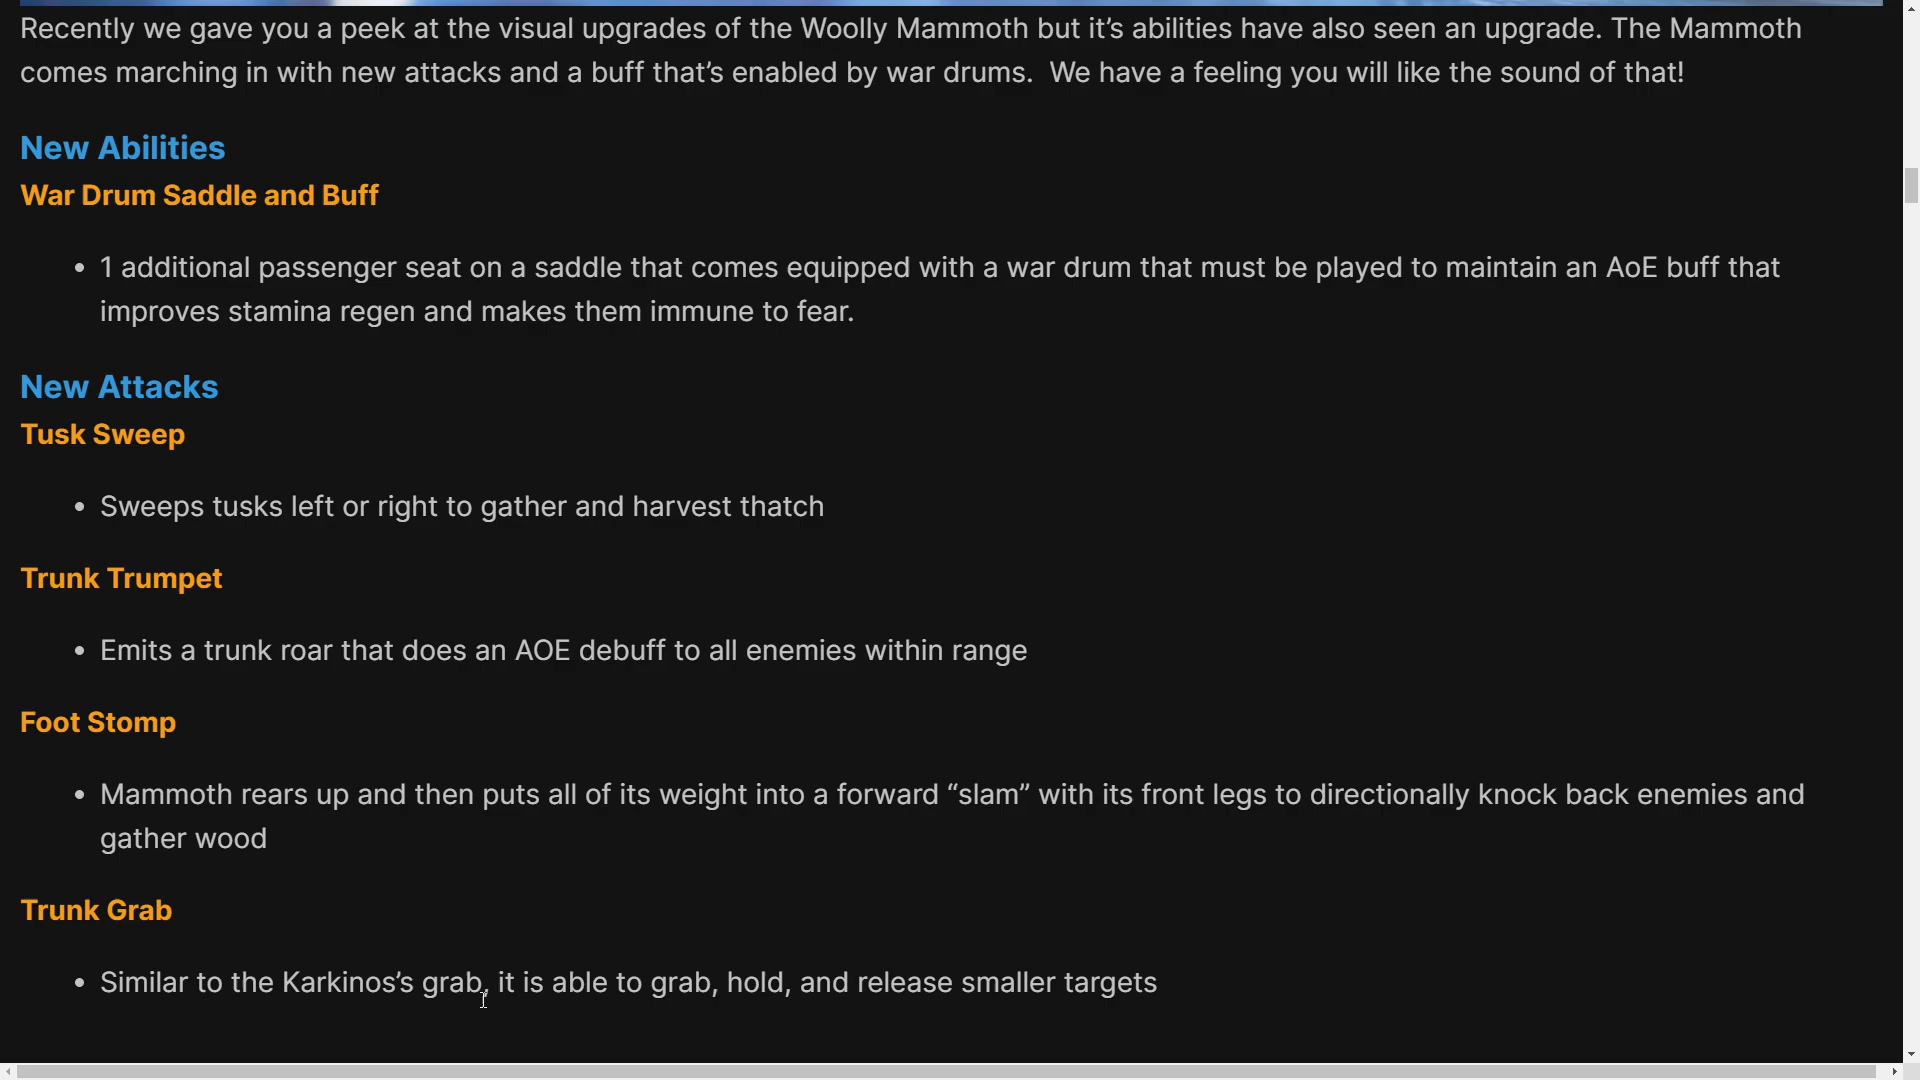 Recently we gave you a peek at the visual upgrades of the Woolly Mammoth but it’s abilities have also seen an upgrade. The Mammoth
comes marching in with new attacks and a buff that’s enabled by war drums.  We have a feeling you will like the sound of that!
New Abilities
War Drum Saddle and Buff
• 1 additional passenger seat on a saddle that comes equipped with a war drum that must be played to maintain an AoE buff that
improves stamina regen and makes them immune to fear.
New Attacks
Tusk Sweep
• Sweeps tusks left or right to gather and harvest thatch
Trunk Trumpet
• Emits a trunk roar that does an AOE debuff to all enemies within range
Foot Stomp
• Mammoth rears up and then puts all of its weight into a forward “slam” with its front legs to directionally knock back enemies and
gather wood
Trunk Grab
• Similar to the Karkinos’s grab, it is able to grab, hold, and release smaller targets